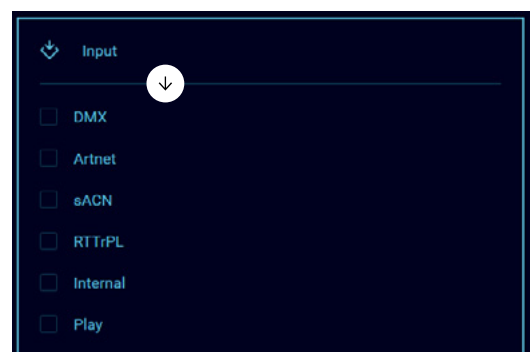 Input
DMX
Artnet
sACN
RTTrPL
Internal
Play